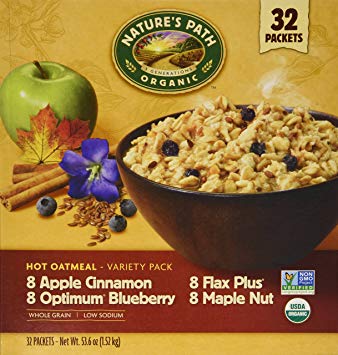 NATURE'S PATH
ORGANIC
32
PACKETS
HOT OATMEAL - VARIETY PACK
8 Apple Cinnamon
8 Flax Plus®
8 Optimum® Blueberry
8 Maple Nut
WHOLE GRAIN | LOW SODIUM
NON
GMO
Project
VERIFIED
USDA
ORGANIC
32 PACKETS - Net Wt. 53.6 oz (1.52 kg)